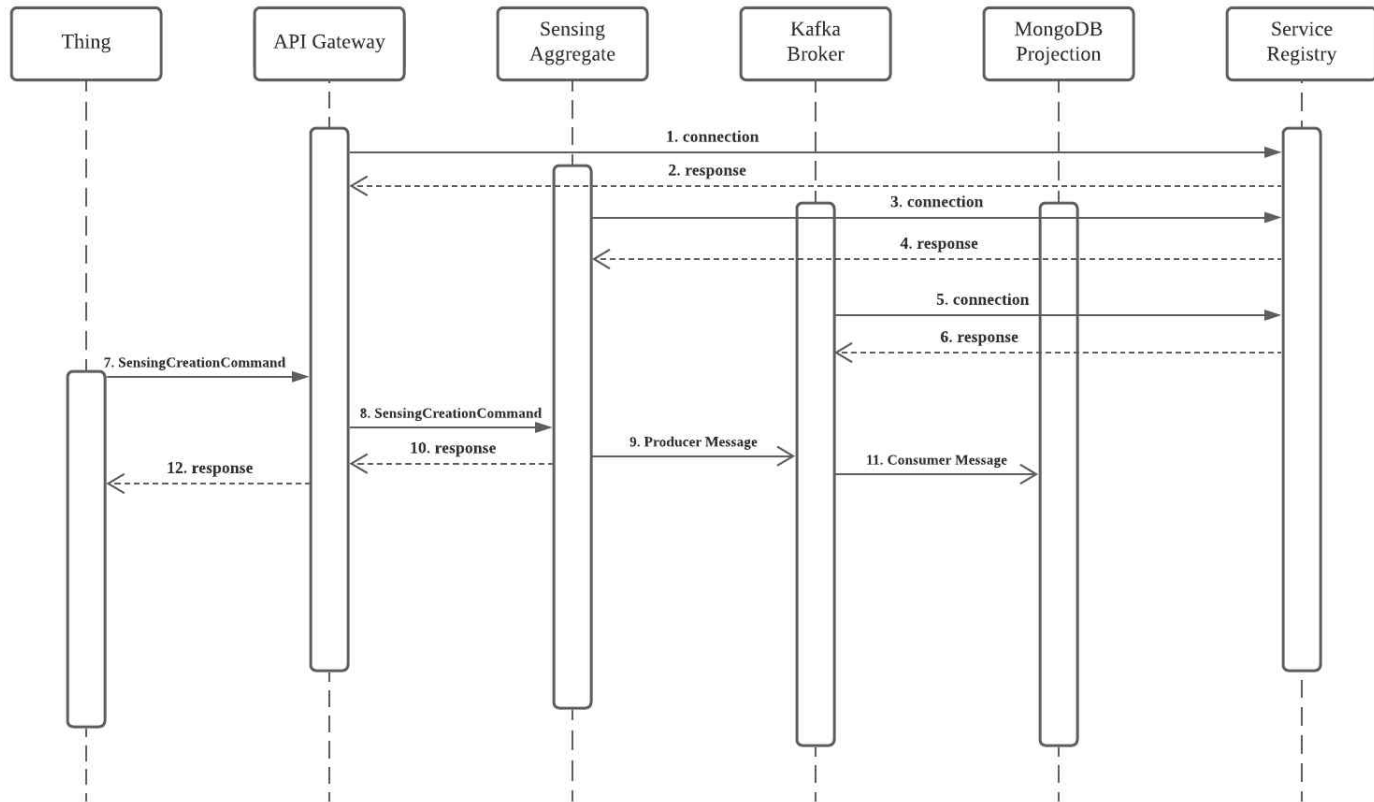 Thing
API Gateway
Sensing
Aggregate
Kafka
Broker
MongoDB
Projection
Service
Registry
1. connection
2. response
3. connection
4. response
5. connection
6. response
7. SensingCreationCommand
8. SensingCreationCommand
9. Producer Message
10. response
11. Consumer Message
12. response